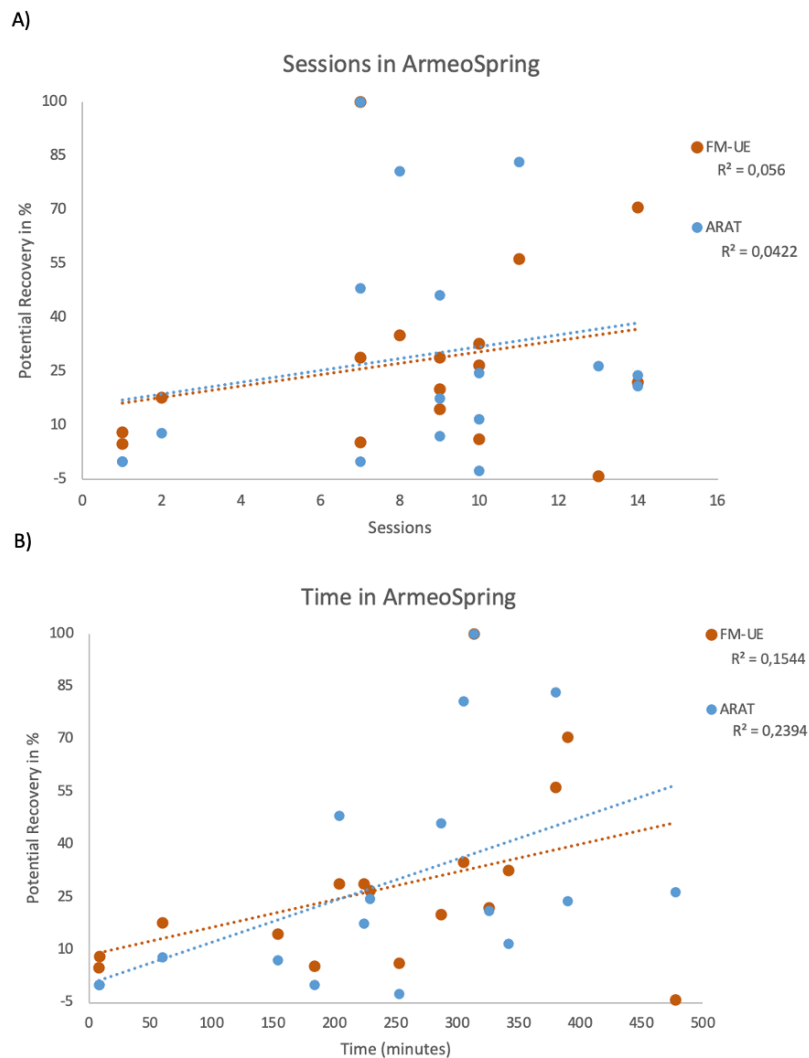 A)
Sessions in ArmeoSpring
Potential Recovery in %
100
85
70
55
40
25
10
-5
0 2 4 6 8 10 12 14 16
Sessions
FM-UE
R² = 0,056
ARAT
R² = 0,0422
B)
Time in ArmeoSpring
Potential Recovery in %
100
85
70
55
40
25
10
-5
0 50 100 150 200 250 300 350 400 450 500
Time (minutes)
FM-UE
R² = 0,1544
ARAT
R² = 0,2394